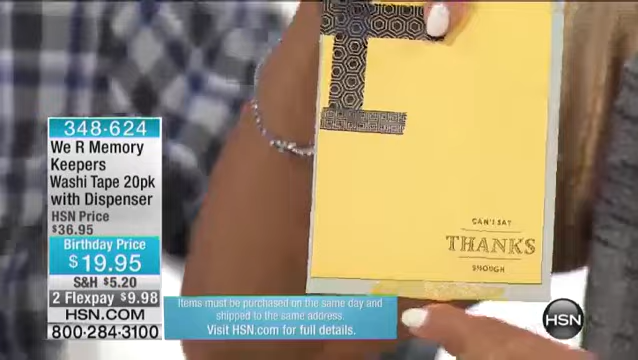 348-624
We R Memory
Keepers
Washi Tape 20pk
with Dispenser
HSN Price
$36.95
Birthday Price
$19.95
S&H $5.20
2 Flexpay $9.98
HSN.COM
800-284-3100
Items must be purchased on the same day and
shipped to the same address.
Visit HSN.com for full details.
CAN'T SAY
THANKS
ENOUGH
HSN